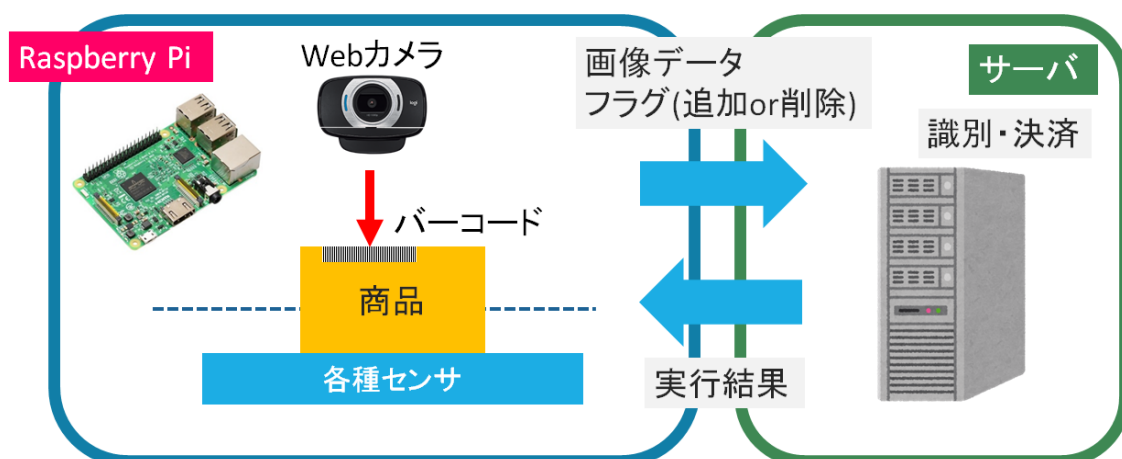 Raspberry Pi
Webカメラ
バーコード
商品
各種センサ
画像データ
フラグ(追加or削除)
実行結果
サーバ
識別・決済
logi